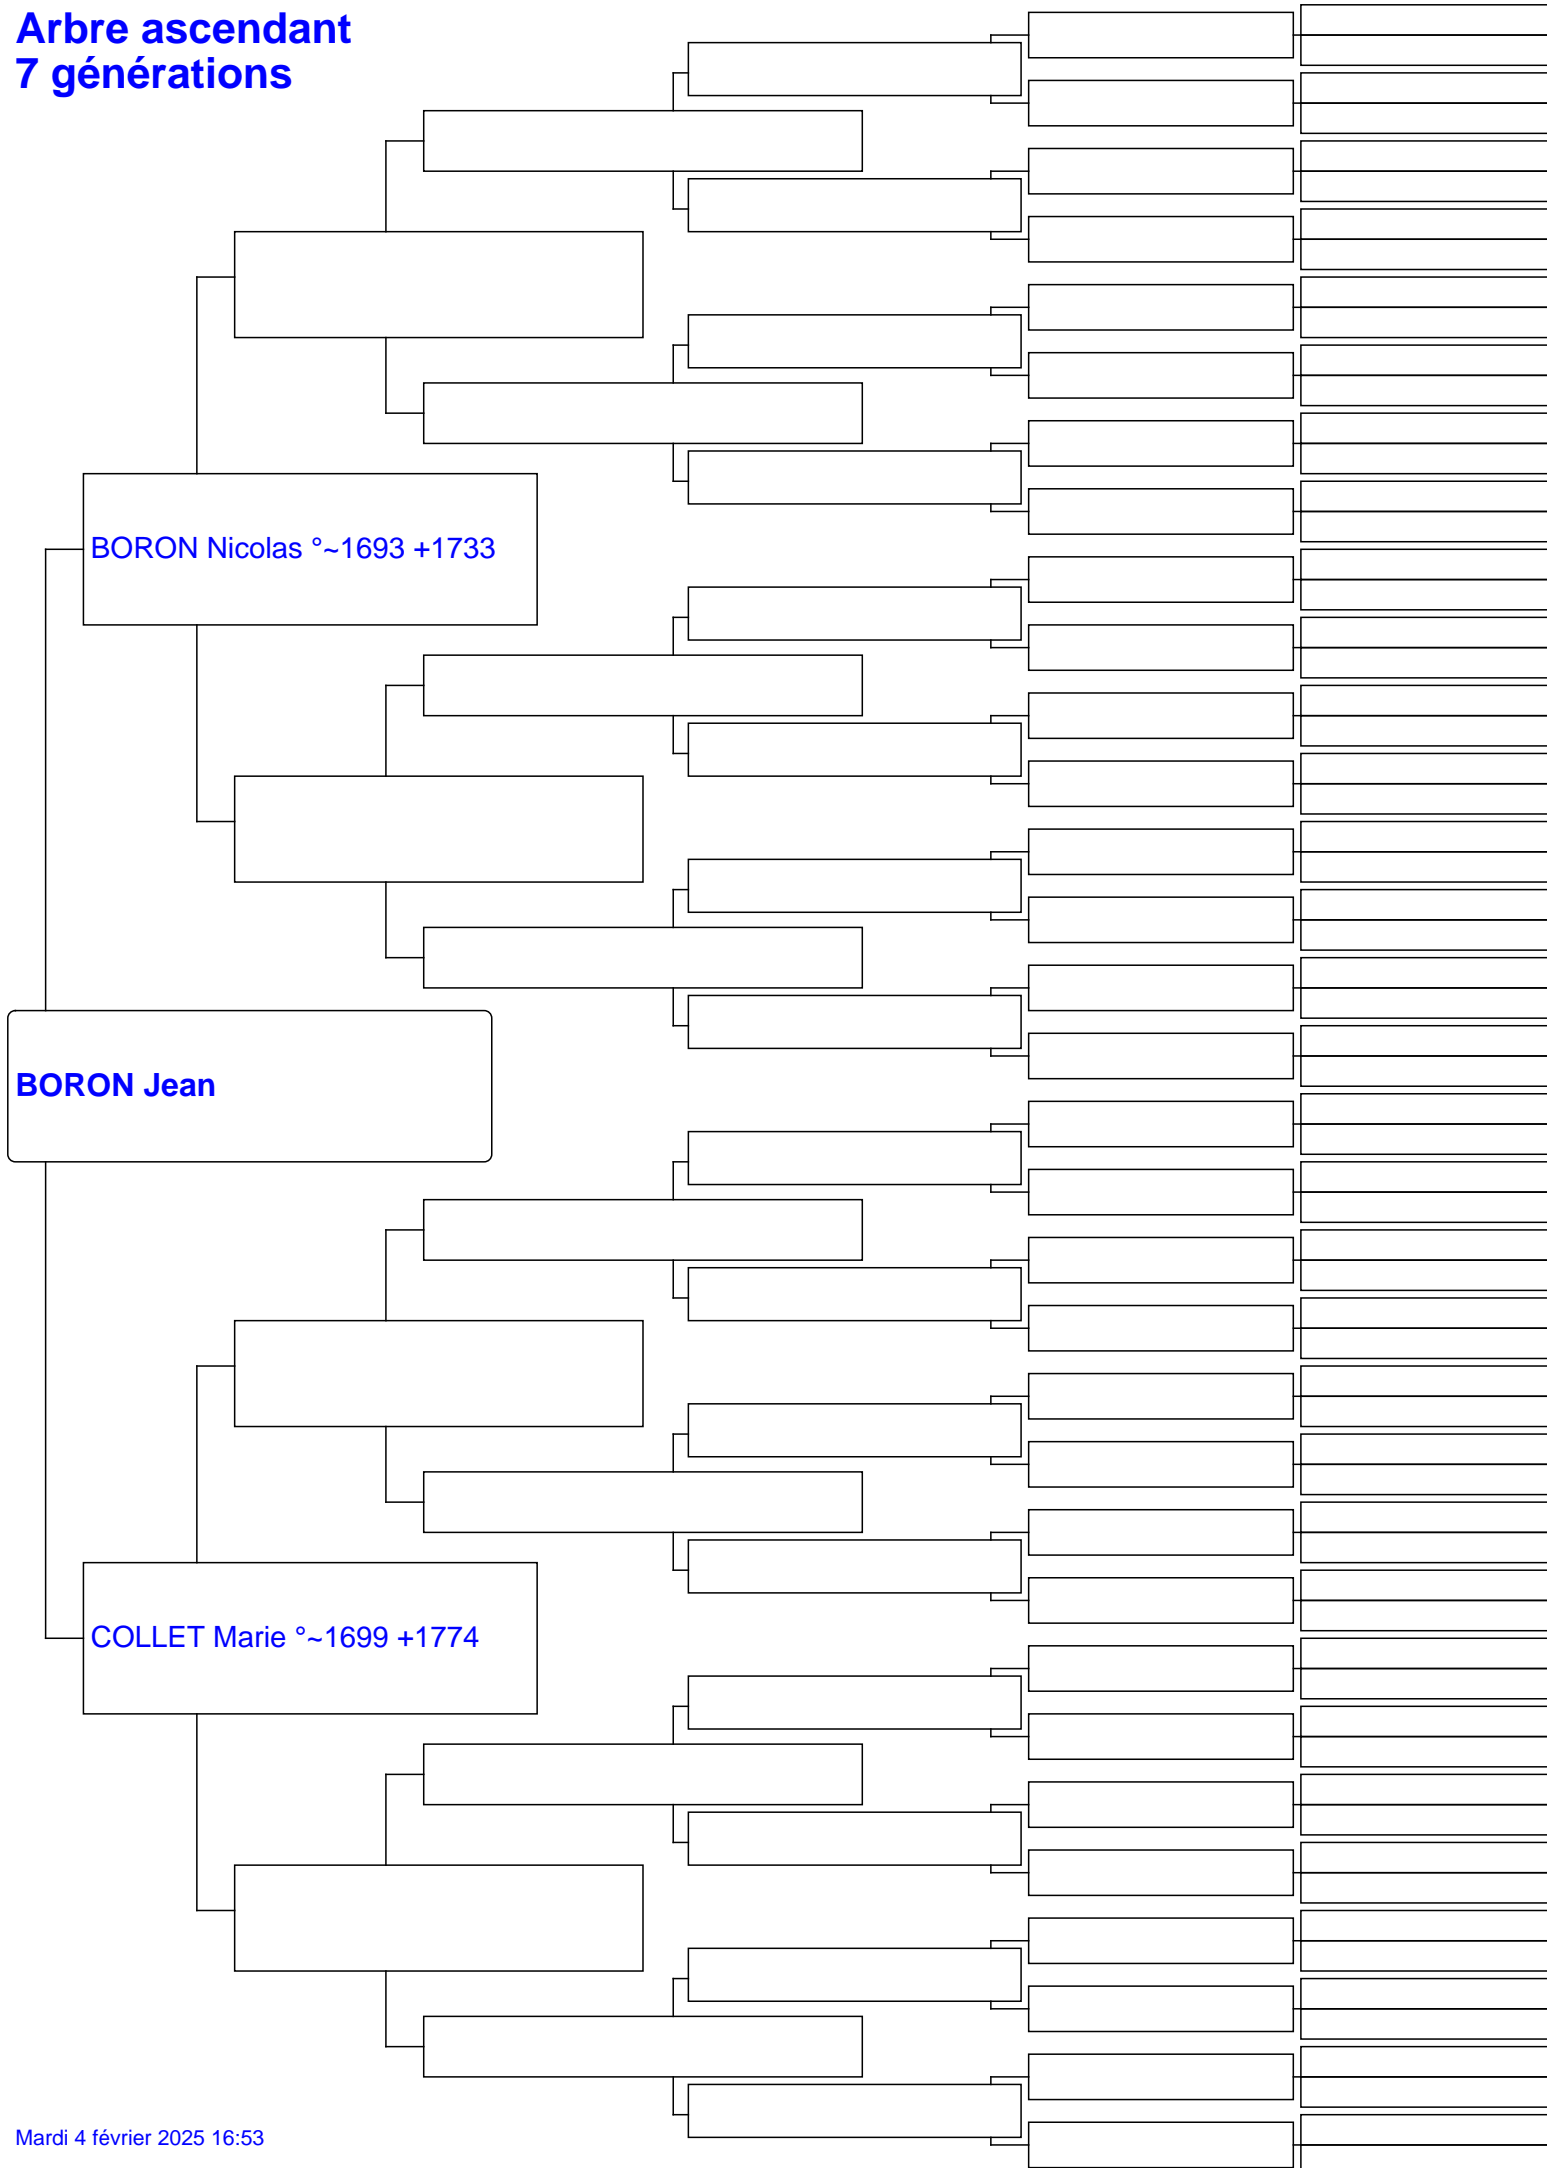 Arbre ascendant
7 générations
BORON Nicolas °~1693 +1733
BORON Jean
COLLET Marie °~1699 +1774
Mardi 4 février 2025 16:53